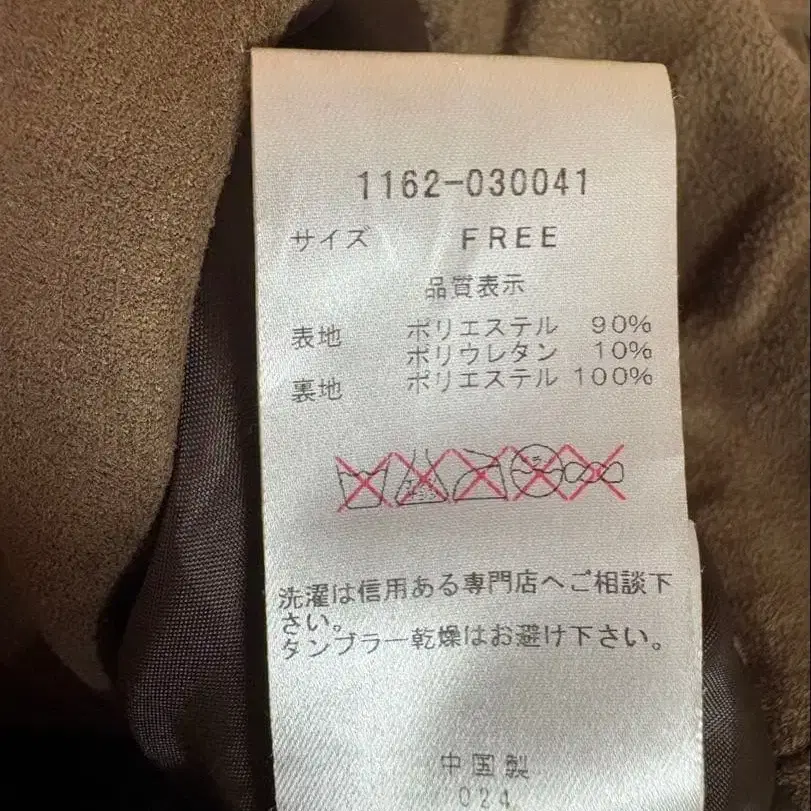 1162-030041
サイズ FREE
品質表示
表地 ポリエステル 90%
ポリウレタン 10%
裏地 ポリエステル 100%
洗濯は信用ある専門店へご相談下
さい。
タンブラー乾燥はお避け下さい。
中国製
024